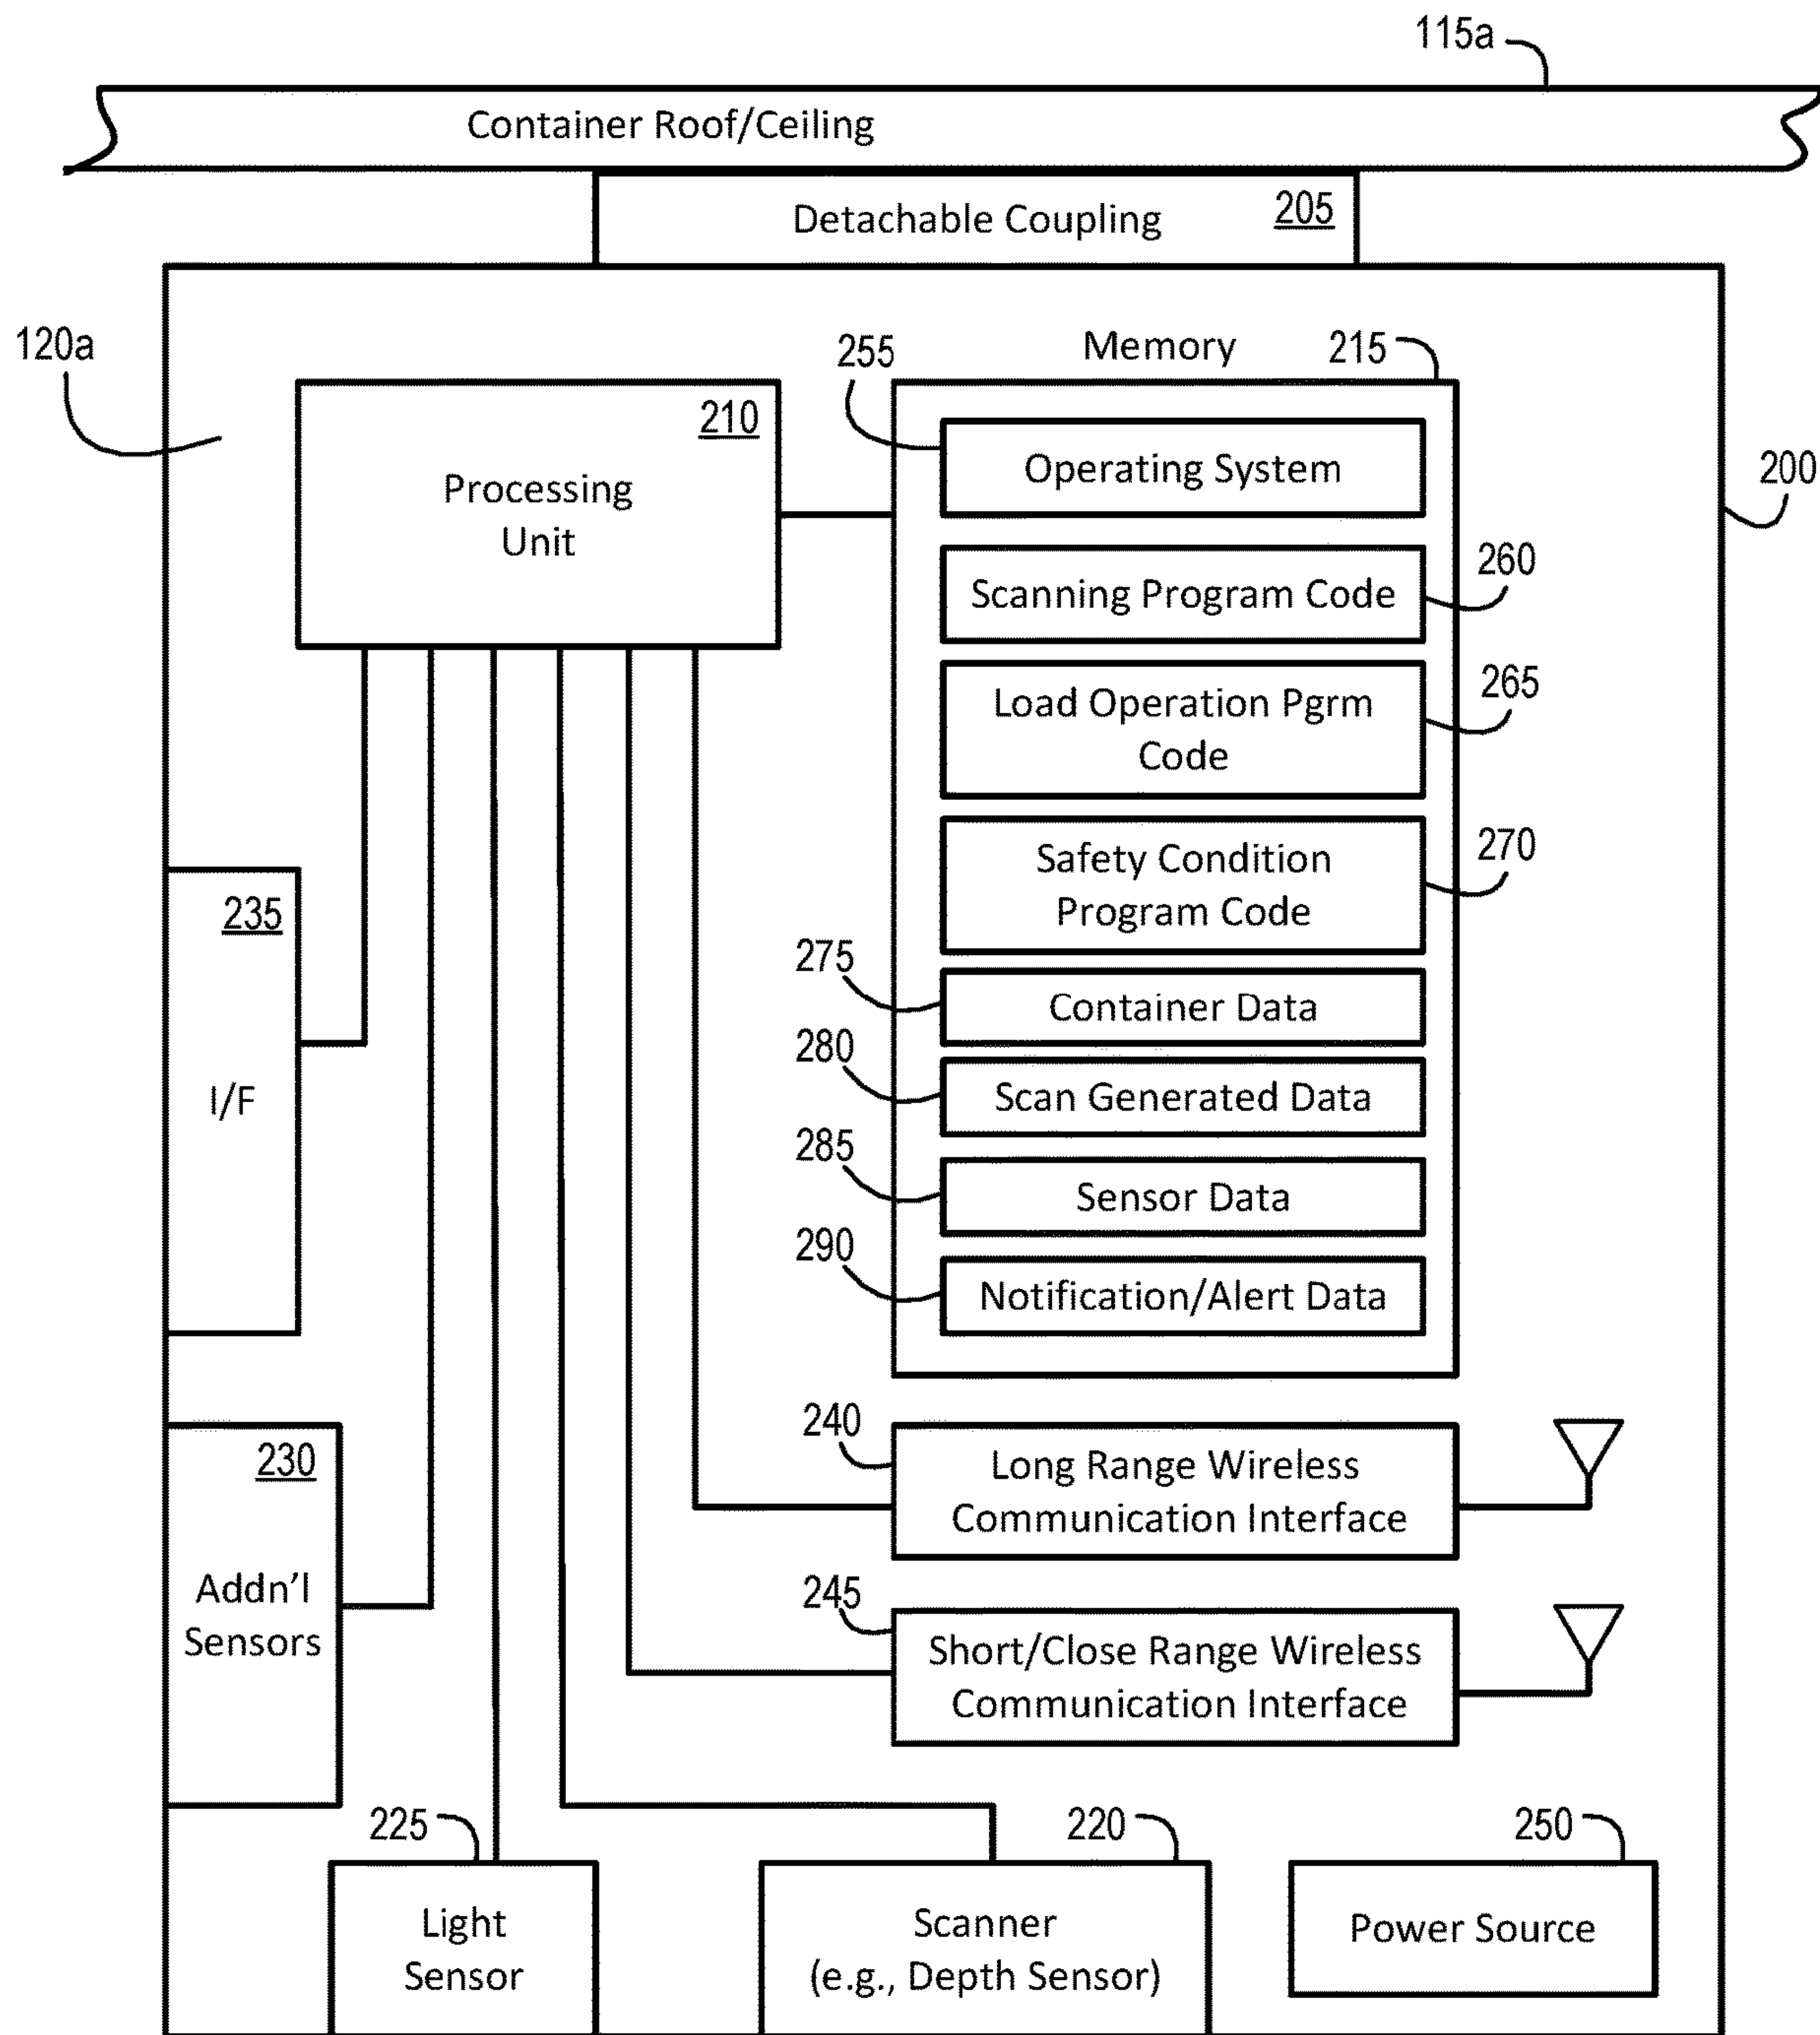 115a
Container Roof/Ceiling
Detachable Coupling 205
120a
255
Memory 215
210
Processing
Unit
Operating System
200
260
Scanning Program Code
265
Load Operation Pgrm
Code
270
Safety Condition
Program Code
235
I/F
275
Container Data
280
Scan Generated Data
285
Sensor Data
290
Notification/Alert Data
240
Long Range Wireless
Communication Interface
230
Addn'l
Sensors
245
Short/Close Range Wireless
Communication Interface
225
Light
Sensor
220
Scanner
(e.g., Depth Sensor)
250
Power Source